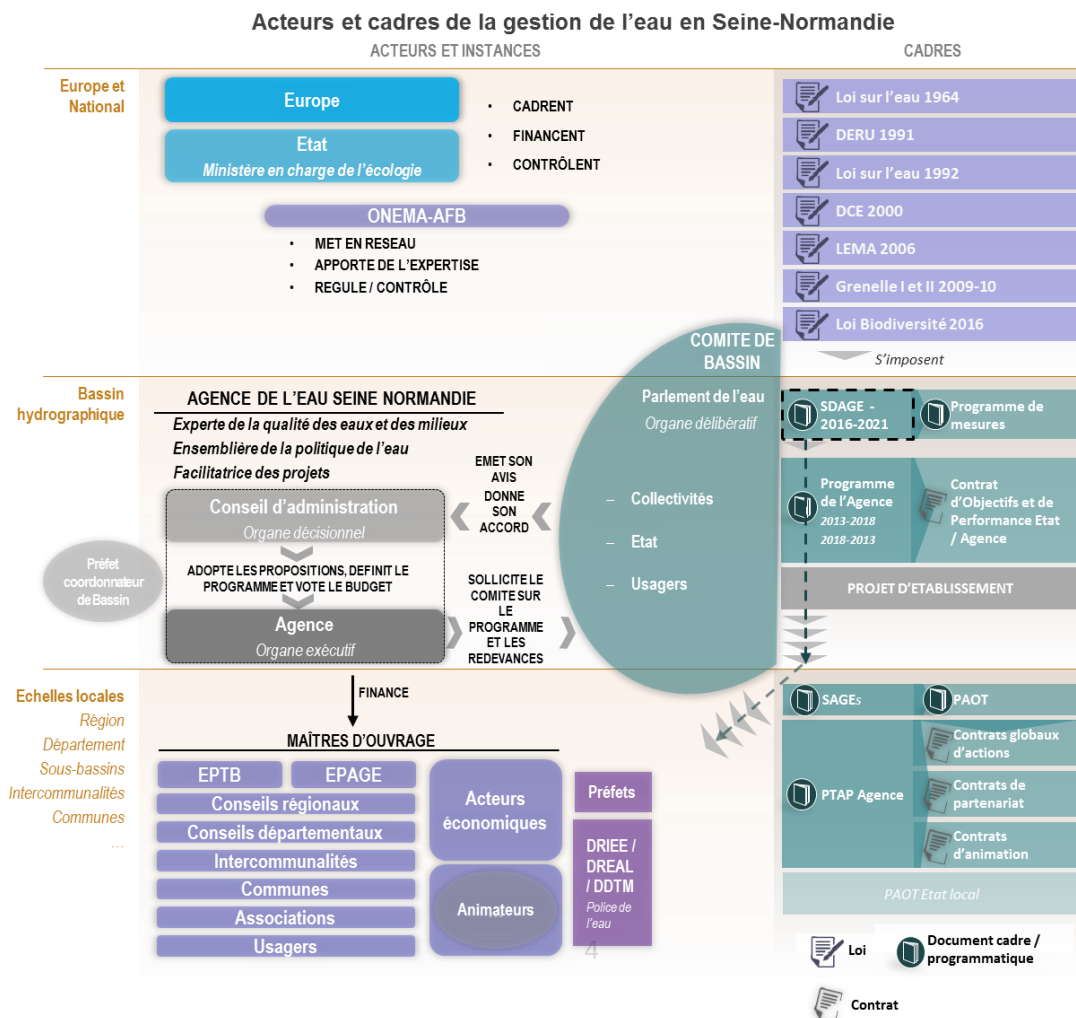 Acteurs et cadres de la gestion de l'eau en Seine-Normandie
ACTEURS ET INSTANCES
CADRES
Europe et
National
Europe
Etat
Ministère en charge de l'écologie
• CADRENT
• FINANCENT
• CONTRÔLENT
ONEMA-AFB
• MET EN RESEAU
• APPORTE DE L'EXPERTISE
• REGULE / CONTRÔLE
Loi sur l'eau 1964
DERU 1991
Loi sur l'eau 1992
DCE 2000
LEMA 2006
Grenelle I et II 2009-10
Loi Biodiversité 2016
S'imposent
Bassin
hydrographique
AGENCE DE L'EAU SEINE NORMANDIE
Experte de la qualité des eaux et des milieux
Ensemblière de la politique de l'eau
Facilitatrice des projets
Conseil d'administration
Organe décisionnel
ADOPTE LES PROPOSITIONS, DEFINIT LE
PROGRAMME ET VOTE LE BUDGET
Agence
Organe exécutif
Préfet
coordonnateur
de Bassin
EMET SON
AVIS
DONNE
SON
ACCORD
SOLLICITE LE
COMITE SUR
LE
PROGRAMME
ET LES
REDEVANCES
COMITE DE
BASSIN
Parlement de l'eau
Organe délibératif
– Collectivités
– Etat
– Usagers
SDAGE -
2016-2021
Programme de
mesures
Programme
de l'Agence
2013-2018
2018-2013
Contrat
d'Objectifs et de
Performance Etat
/ Agence
PROJET D'ETABLISSEMENT
Echelles locales
Région
Département
Sous-bassins
Intercommunalités
Communes
...
FINANCE
MAÎTRES D'OUVRAGE
EPTB
EPAGE
Conseils régionaux
Conseils départementaux
Intercommunalités
Communes
Associations
Usagers
Acteurs
économiques
Animateurs
Préfets
DRIEE /
DREAL
/ DDTM
Police de
l'eau
4
SAGEs
PAOT
PTAP Agence
Contrats globaux
d'actions
Contrats de
partenariat
Contrats
d'animation
PAOT Etat local
Loi
Document cadre /
programmatique
Contrat